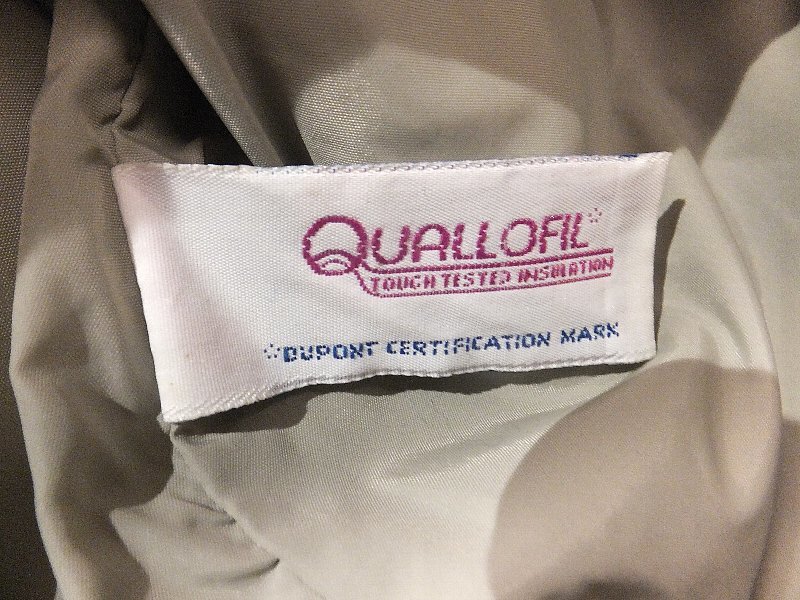 QUALLOFIL*
TOUCH TESTED INSULATION
*DUPONT CERTIFICATION MARK